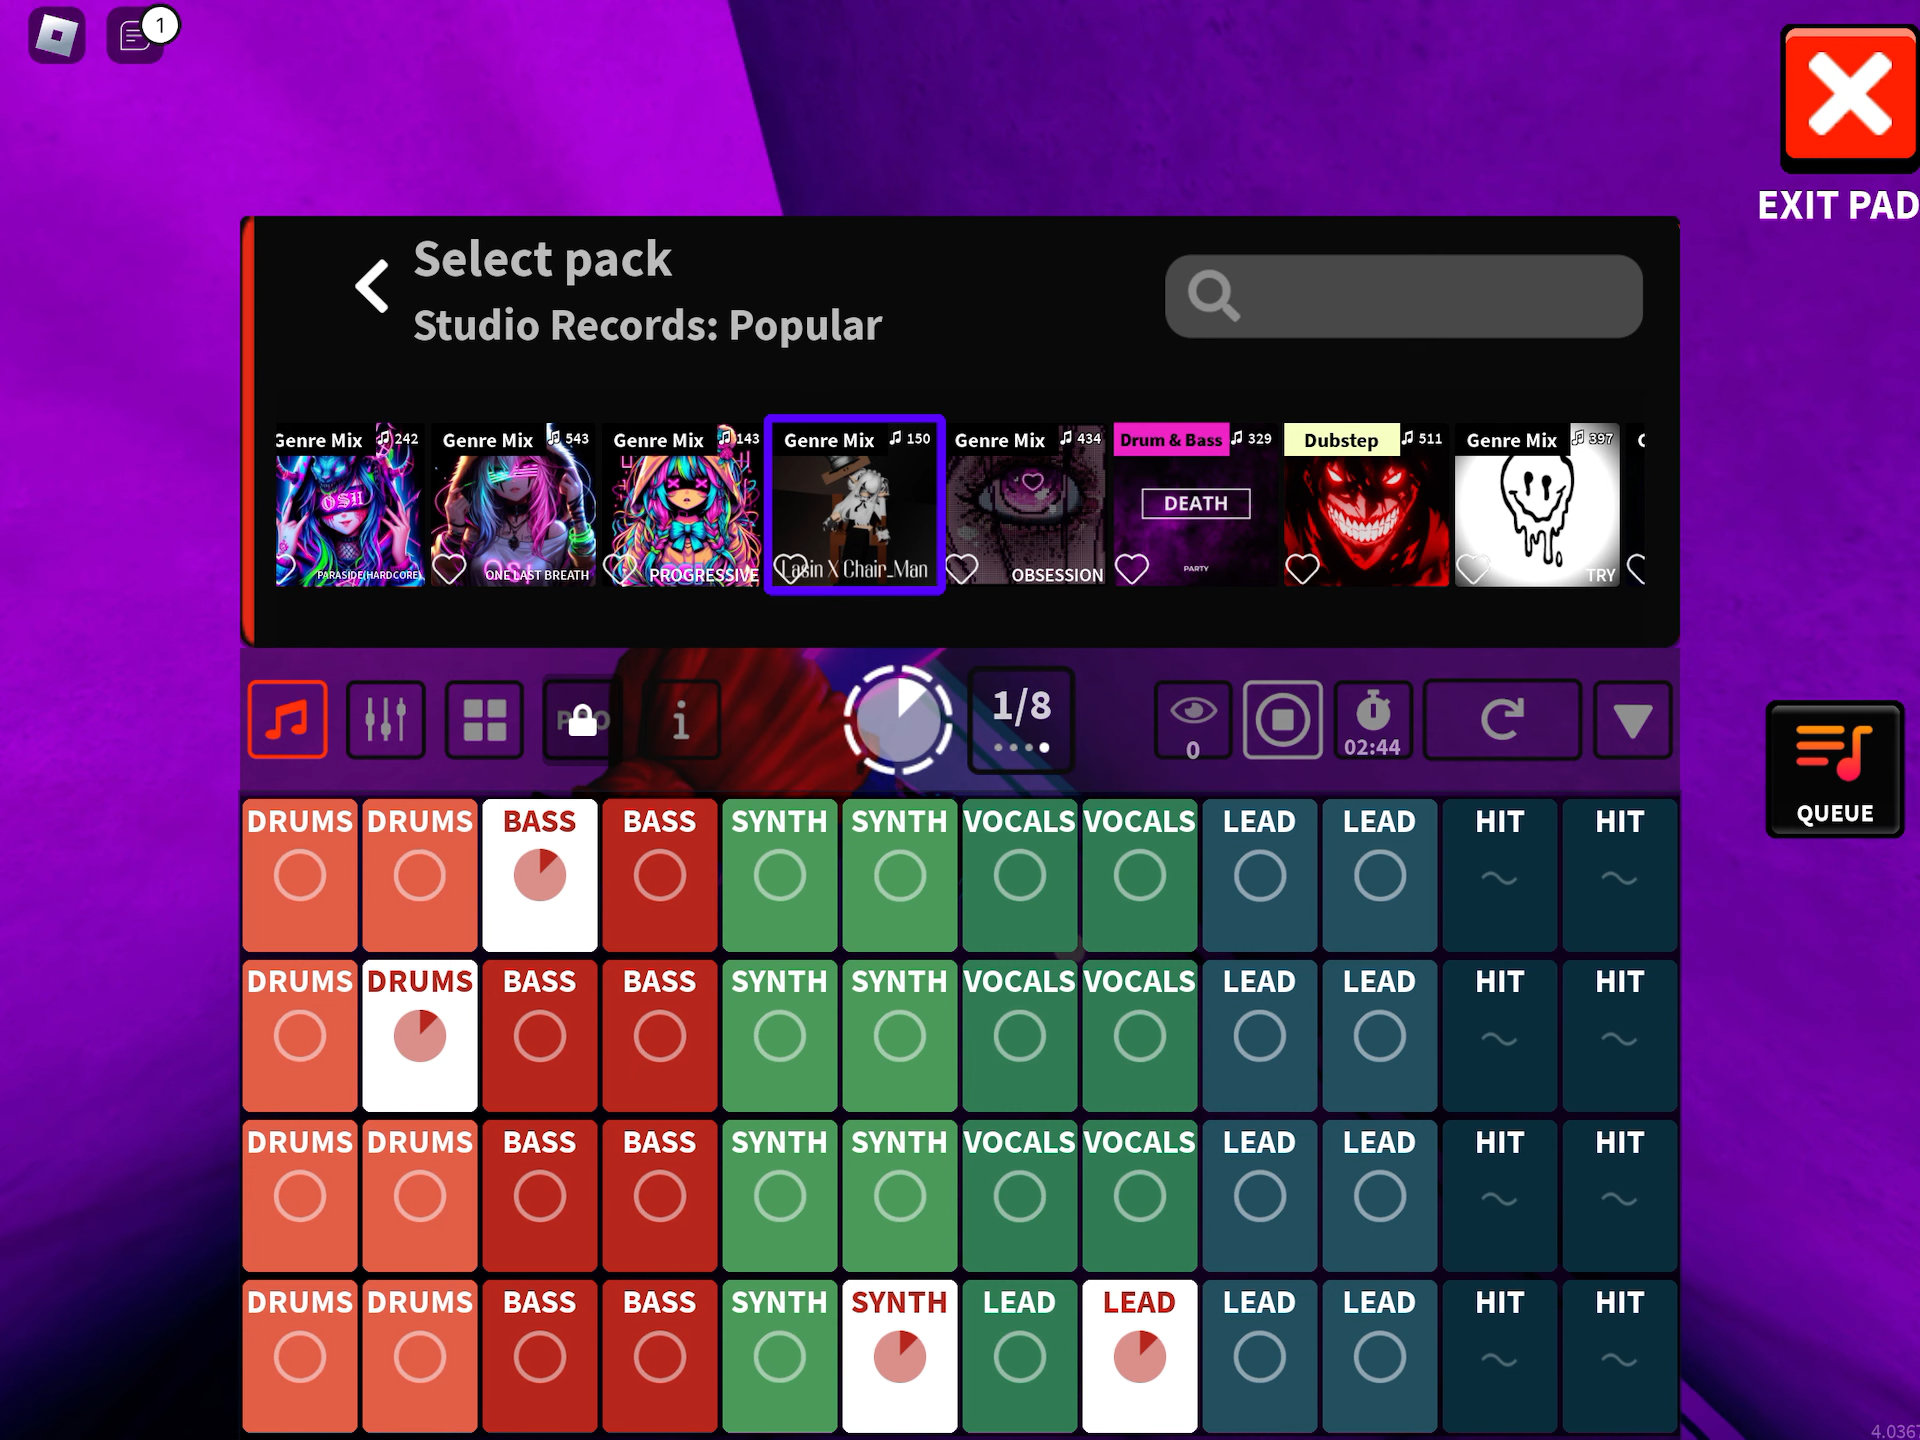 1
EXIT PAD
Select pack
Studio Records: Popular
Genre Mix 242
OSH
PARASIDE(HARDCORE)
Genre Mix 543
ONE LAST BREATH
Genre Mix 143
PROGRESSIVE
Genre Mix 150
Lasin X Chair_Man
Genre Mix 434
OBSESSION
Drum & Bass 329
DEATH
PARTY
Dubstep 511
Genre Mix 397
TRY
i
1/8
0
02:44
QUEUE
DRUMS DRUMS BASS BASS SYNTH SYNTH VOCALS VOCALS LEAD LEAD HIT HIT
DRUMS DRUMS BASS BASS SYNTH SYNTH VOCALS VOCALS LEAD LEAD HIT HIT
DRUMS DRUMS BASS BASS SYNTH SYNTH VOCALS VOCALS LEAD LEAD HIT HIT
DRUMS DRUMS BASS BASS SYNTH SYNTH LEAD LEAD LEAD LEAD HIT HIT